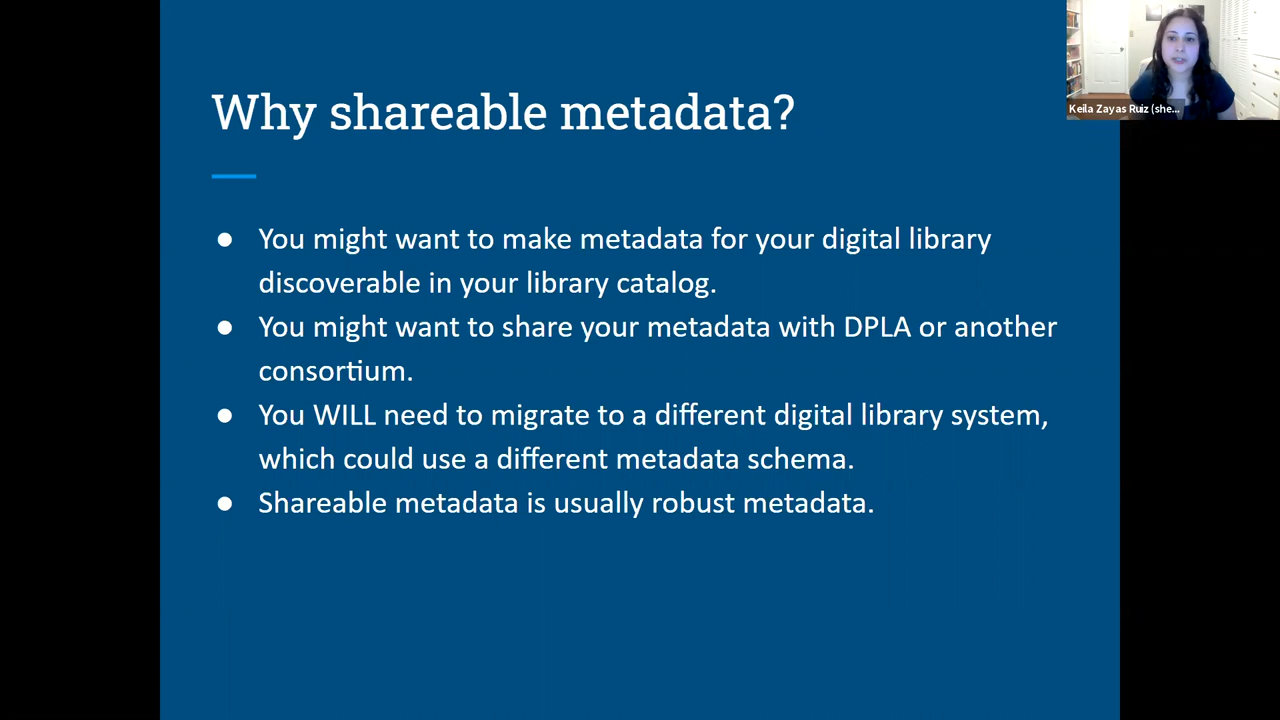 Why shareable metadata?
Keila Zayas Ruiz (she...
● You might want to make metadata for your digital library
discoverable in your library catalog.
● You might want to share your metadata with DPLA or another
consortium.
● You WILL need to migrate to a different digital library system,
which could use a different metadata schema.
● Shareable metadata is usually robust metadata.